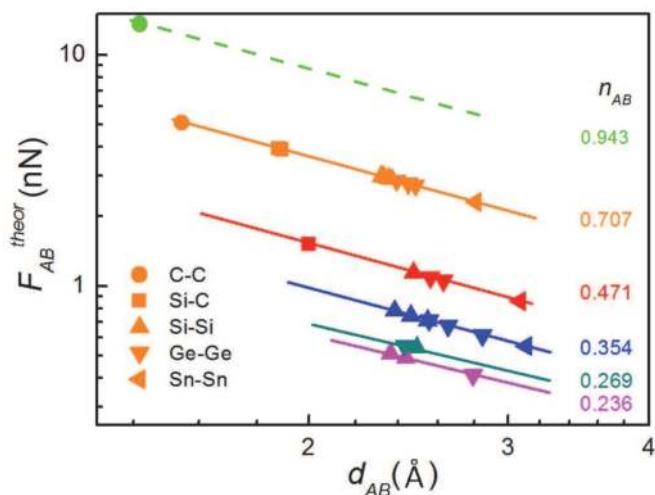 10
1
F_AB^theor (nN)
n_AB
0.943
0.707
0.471
0.354
0.269
0.236
C-C
Si-C
Si-Si
Ge-Ge
Sn-Sn
2
3
4
d_AB(Å)